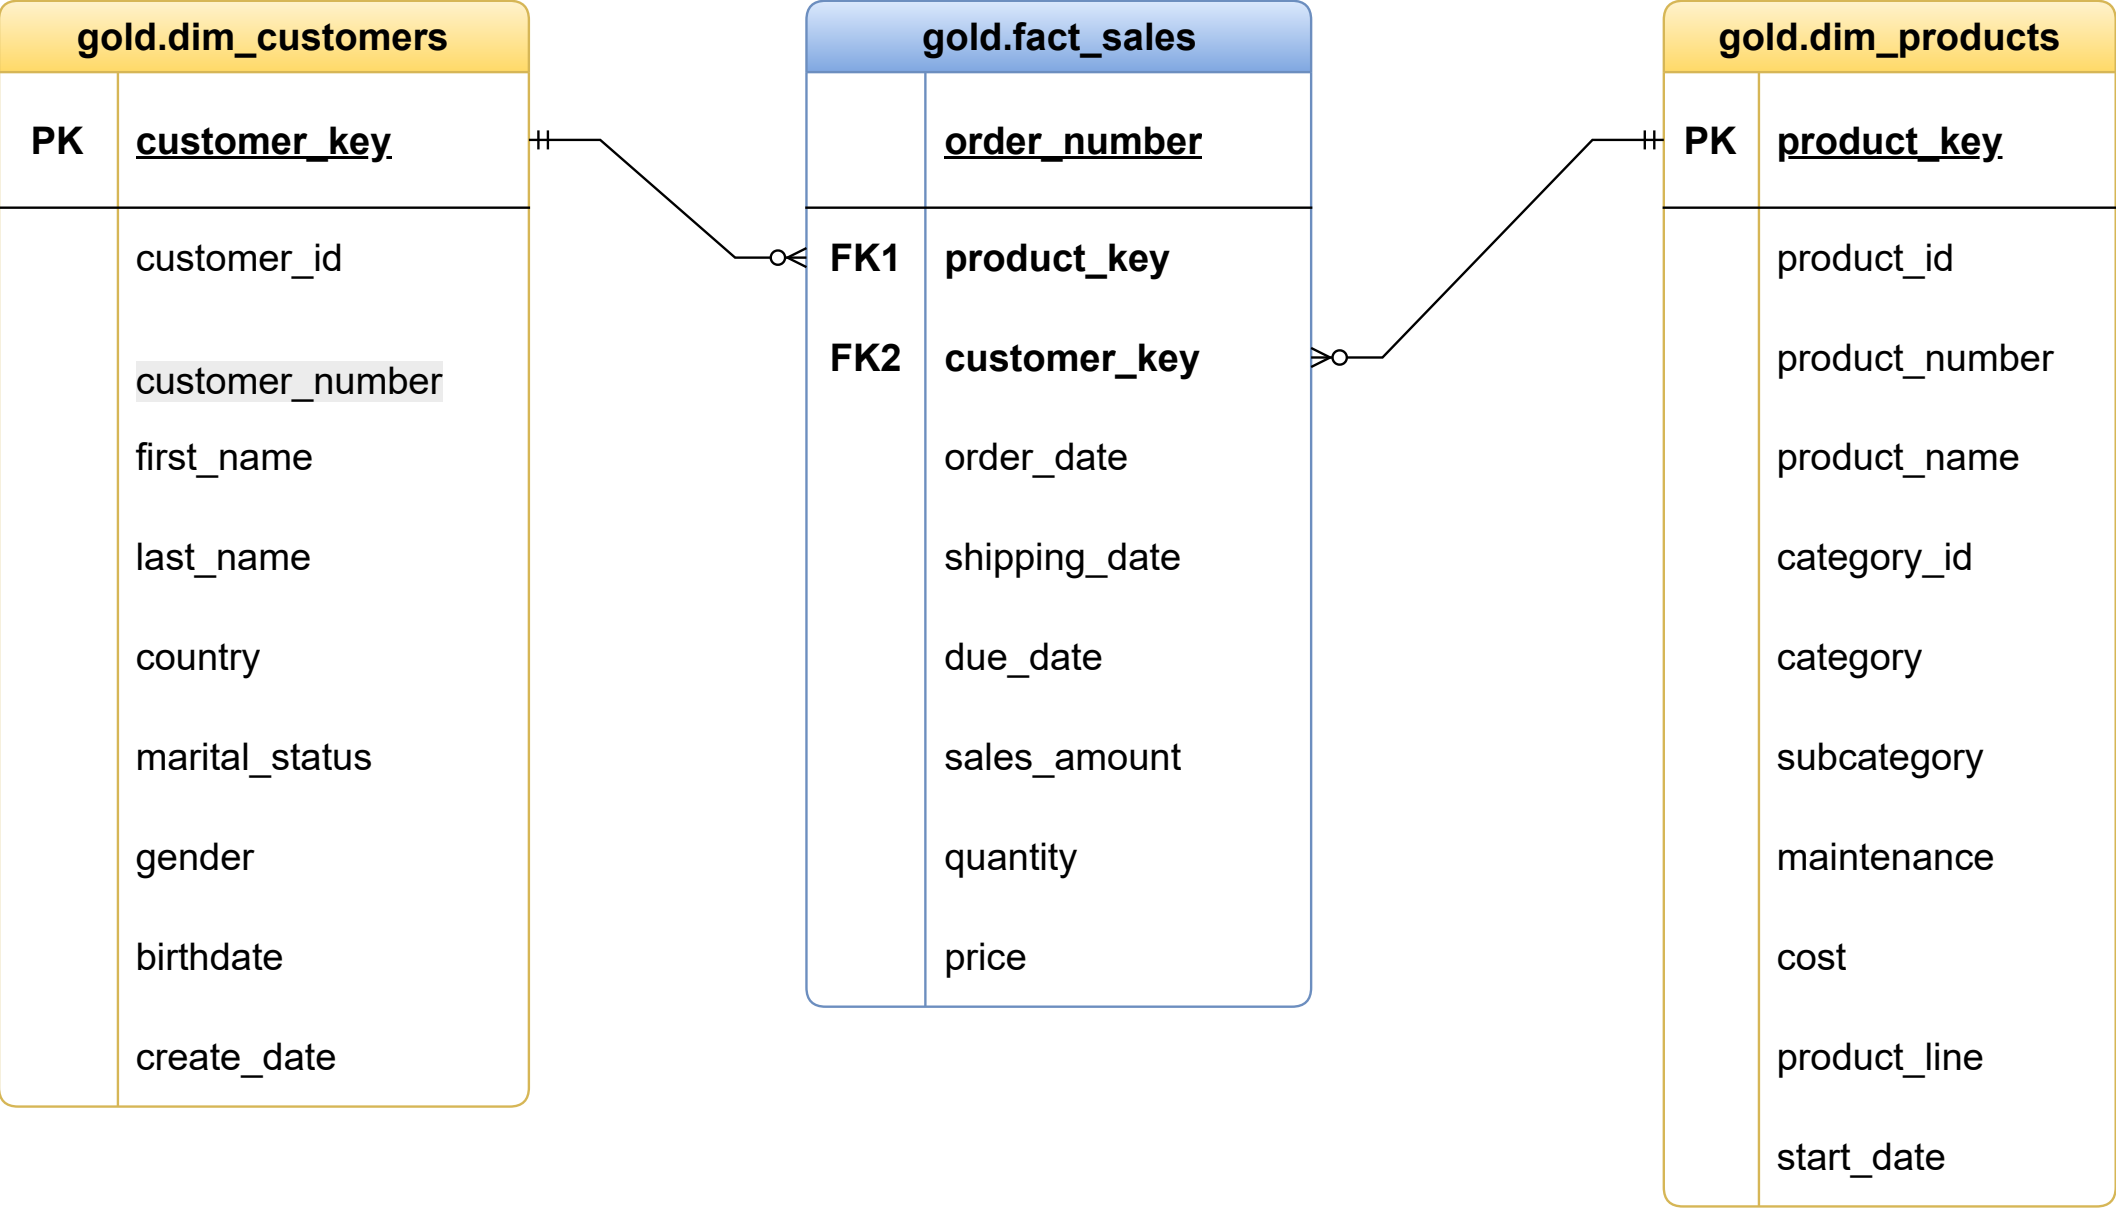 gold.dim_customers
PK customer_key
customer_id
customer_number
first_name
last_name
country
marital_status
gender
birthdate
create_date
gold.fact_sales
order_number
FK1 product_key
FK2 customer_key
order_date
shipping_date
due_date
sales_amount
quantity
price
gold.dim_products
PK product_key
product_id
product_number
product_name
category_id
category
subcategory
maintenance
cost
product_line
start_date